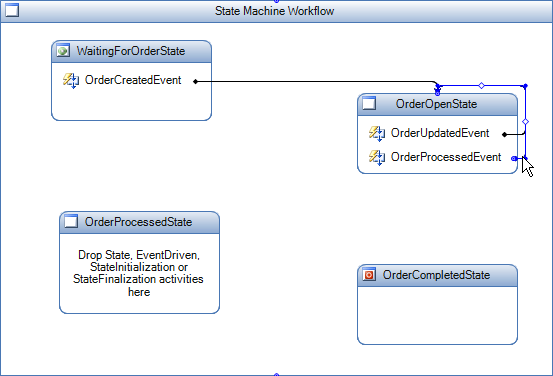 State Machine Workflow
WaitingForOrderState
OrderCreatedEvent
OrderOpenState
OrderUpdatedEvent
OrderProcessedEvent
OrderProcessedState
Drop State, EventDriven,
StateInitialization or
StateFinalization activities
here
OrderCompletedState